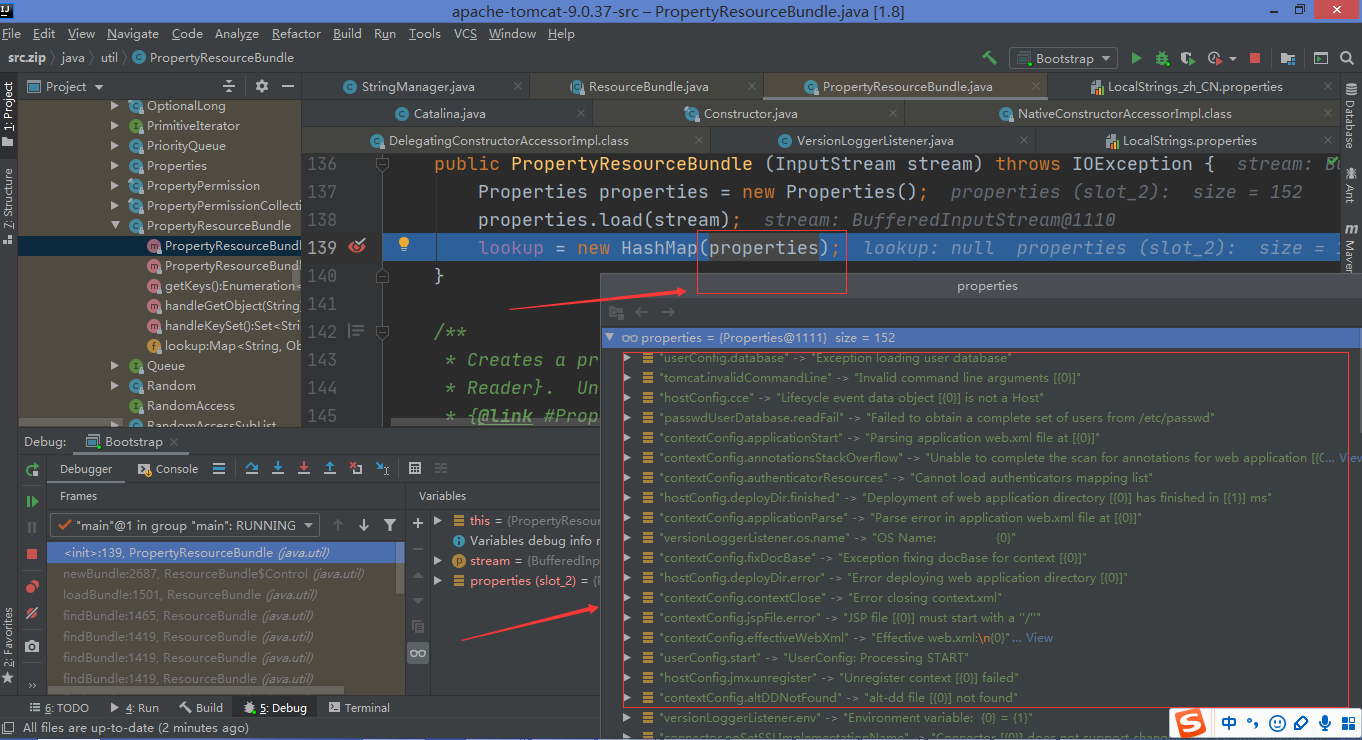 apache-tomcat-9.0.37-src – PropertyResourceBundle.java [1.8]
File Edit View Navigate Code Analyze Refactor Build Run Tools VCS Window Help
src.zip java util PropertyResourceBundle
Bootstrap
1: Project
Z: Structure
2: Favorites
Project
OptionalLong
PrimitiveIterator
PriorityQueue
Properties
PropertyPermission
PropertyPermissionCollecti
PropertyResourceBundle
PropertyResourceBundl
PropertyResourceBundl
getKeys():Enumeration<
handleGetObject(String)
handleKeySet():Set<Stri
lookup:Map<String, Ob
Queue
Random
RandomAccess
RandomAccessSubList
StringManager.java ResourceBundle.java PropertyResourceBundle.java LocalStrings_zh_CN.properties
Catalina.java Constructor.java NativeConstructorAccessorImpl.class
DelegatingConstructorAccessorImpl.class VersionLoggerListener.java LocalStrings.properties
Database
Ant
Maven
136 public PropertyResourceBundle (InputStream stream) throws IOException { stream: Bu
137 Properties properties = new Properties(); properties (slot_2): size = 152
138 properties.load(stream); stream: BufferedInputStream@1110
139 lookup = new HashMap(properties); lookup: null properties (slot_2): size = 1
140 }
141
142 /**
143 * Creates a pr
144 * Reader}. Un
145 * {@link #Prop
properties
properties = {Properties@1111} size = 152
"userConfig.database" -> "Exception loading user database"
"tomcat.invalidCommandLine" -> "Invalid command line arguments [{0}]"
"hostConfig.cce" -> "Lifecycle event data object [{0}] is not a Host"
"passwdUserDatabase.readFail" -> "Failed to obtain a complete set of users from /etc/passwd"
"contextConfig.applicationStart" -> "Parsing application web.xml file at [{0}]"
"contextConfig.annotationsStackOverflow" -> "Unable to complete the scan for annotations for web application [{0... View
"contextConfig.authenticatorResources" -> "Cannot load authenticators mapping list"
"hostConfig.deployDir.finished" -> "Deployment of web application directory [{0}] has finished in [{1}] ms"
"contextConfig.applicationParse" -> "Parse error in application web.xml file at [{0}]"
"versionLoggerListener.os.name" -> "OS Name: {0}"
"contextConfig.fixDocBase" -> "Exception fixing docBase for context [{0}]"
"hostConfig.deployDir.error" -> "Error deploying web application directory [{0}]"
"contextConfig.contextClose" -> "Error closing context.xml"
"contextConfig.jspFile.error" -> "JSP file [{0}] must start with a ''/'"
"contextConfig.effectiveWebXml" -> "Effective web.xml:\n{0}" ... View
"userConfig.start" -> "UserConfig: Processing START"
"hostConfig.jmx.unregister" -> "Unregister context [{0}] failed"
"contextConfig.altDDNotFound" -> "alt-dd file [{0}] not found"
"versionLoggerListener.env" -> "Environment variable: {0} = {1}"
"connector.noSetSSLImplementationName" -> "Connector [{0}] does not support chang
Debug: Bootstrap
Debugger Console
Frames
"main"@1 in group "main": RUNNING
<init>:139, PropertyResourceBundle (java.util)
newBundle:2687, ResourceBundle$Control (java.util)
loadBundle:1501, ResourceBundle (java.util)
findBundle:1465, ResourceBundle (java.util)
findBundle:1419, ResourceBundle (java.util)
findBundle:1419, ResourceBundle (java.util)
findBundle:1419, ResourceBundle (java.util)
Variables
this = {PropertyResour
Variables debug info n
stream = {BufferedInp
properties (slot_2) = {P
6: TODO 4: Run Build 5: Debug Terminal
All files are up-to-date (2 minutes ago)
S 中